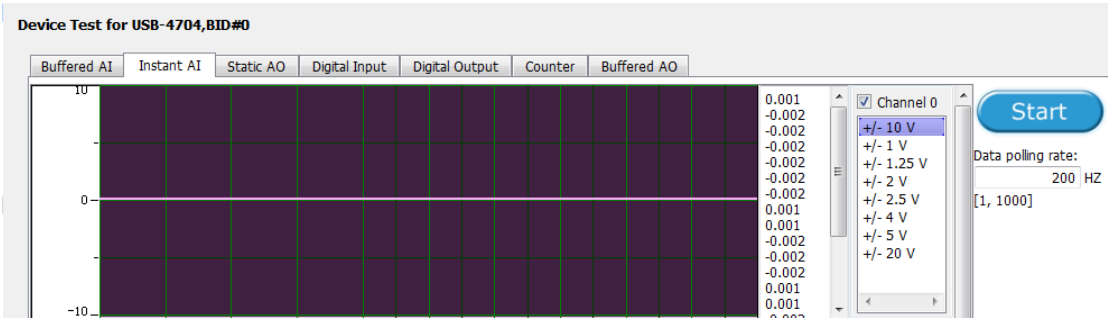 Device Test for USB-4704,BID#0
Buffered AI Instant AI Static AO Digital Input Digital Output Counter Buffered AO
10
0
-10
0.001
-0.002
-0.002
-0.002
-0.002
-0.002
-0.002
0.001
0.001
-0.002
-0.002
-0.002
0.001
0.001
-0.002
Channel 0
+/- 10 V
+/- 1 V
+/- 1.25 V
+/- 2 V
+/- 2.5 V
+/- 4 V
+/- 5 V
+/- 20 V
Start
Data polling rate:
200 HZ
[1, 1000]